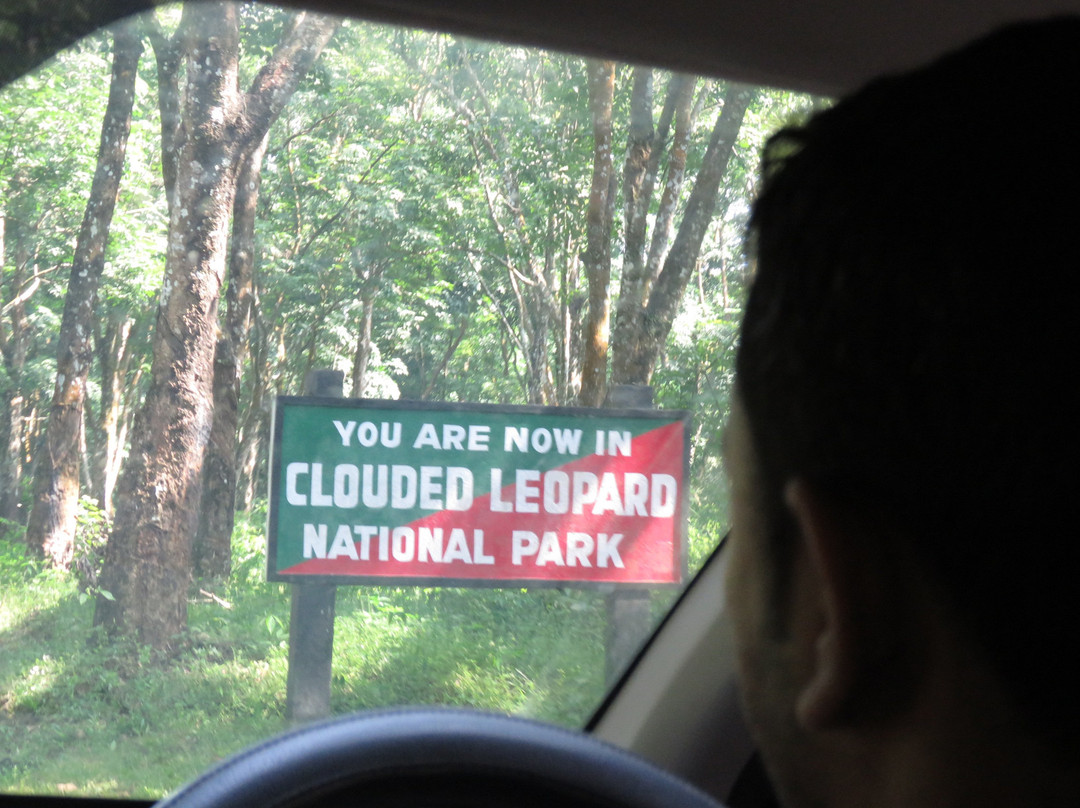 YOU ARE NOW IN
CLOUDED LEOPARD
NATIONAL PARK